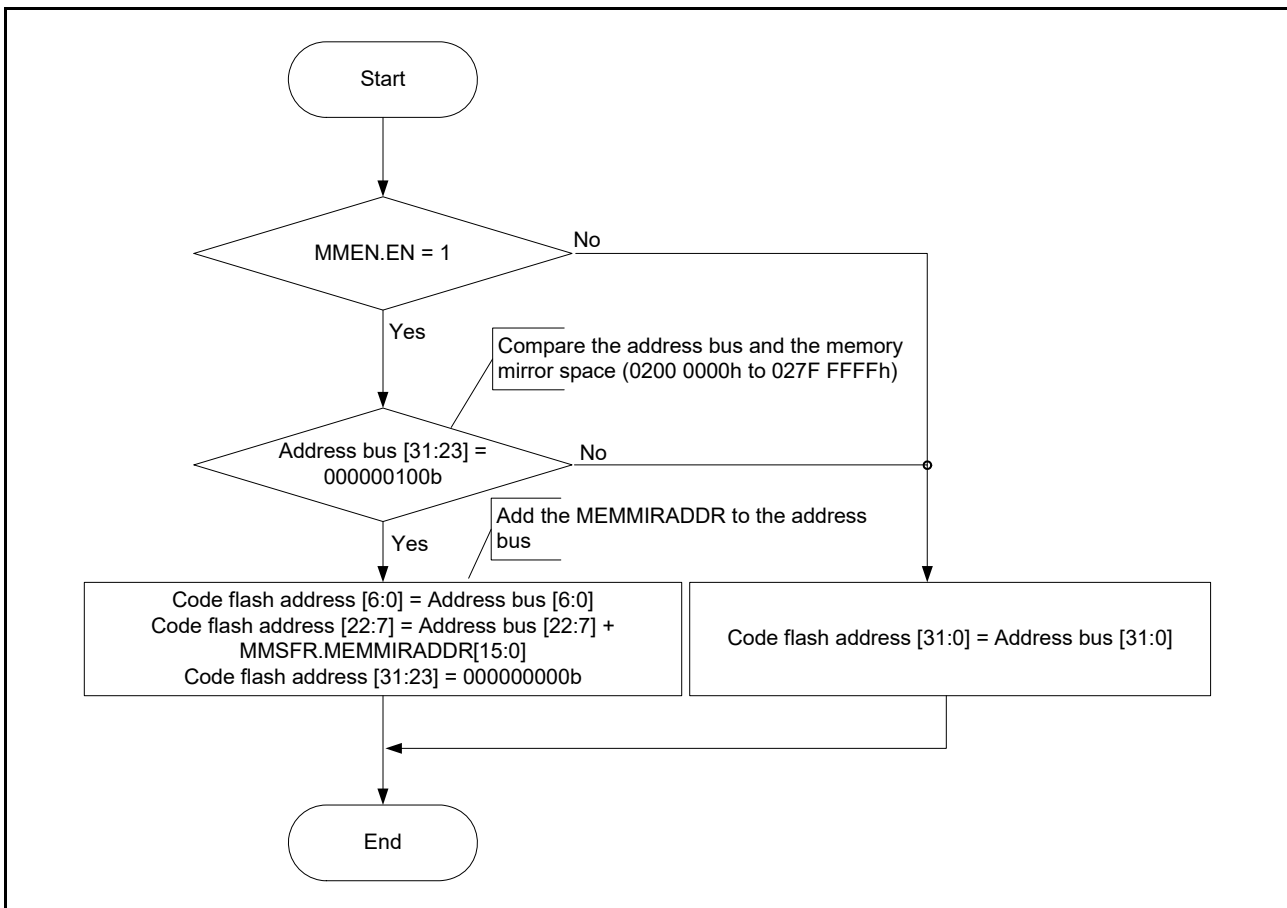 Start
MMEN.EN = 1
No
Yes
Compare the address bus and the memory
mirror space (0200 0000h to 027F FFFFh)
Address bus [31:23] =
000000100b
No
Add the MEMMIRADDR to the address
bus
Yes
Code flash address [6:0] = Address bus [6:0]
Code flash address [22:7] = Address bus [22:7] +
MMSFR.MEMMIRADDR[15:0]
Code flash address [31:23] = 000000000b
Code flash address [31:0] = Address bus [31:0]
End